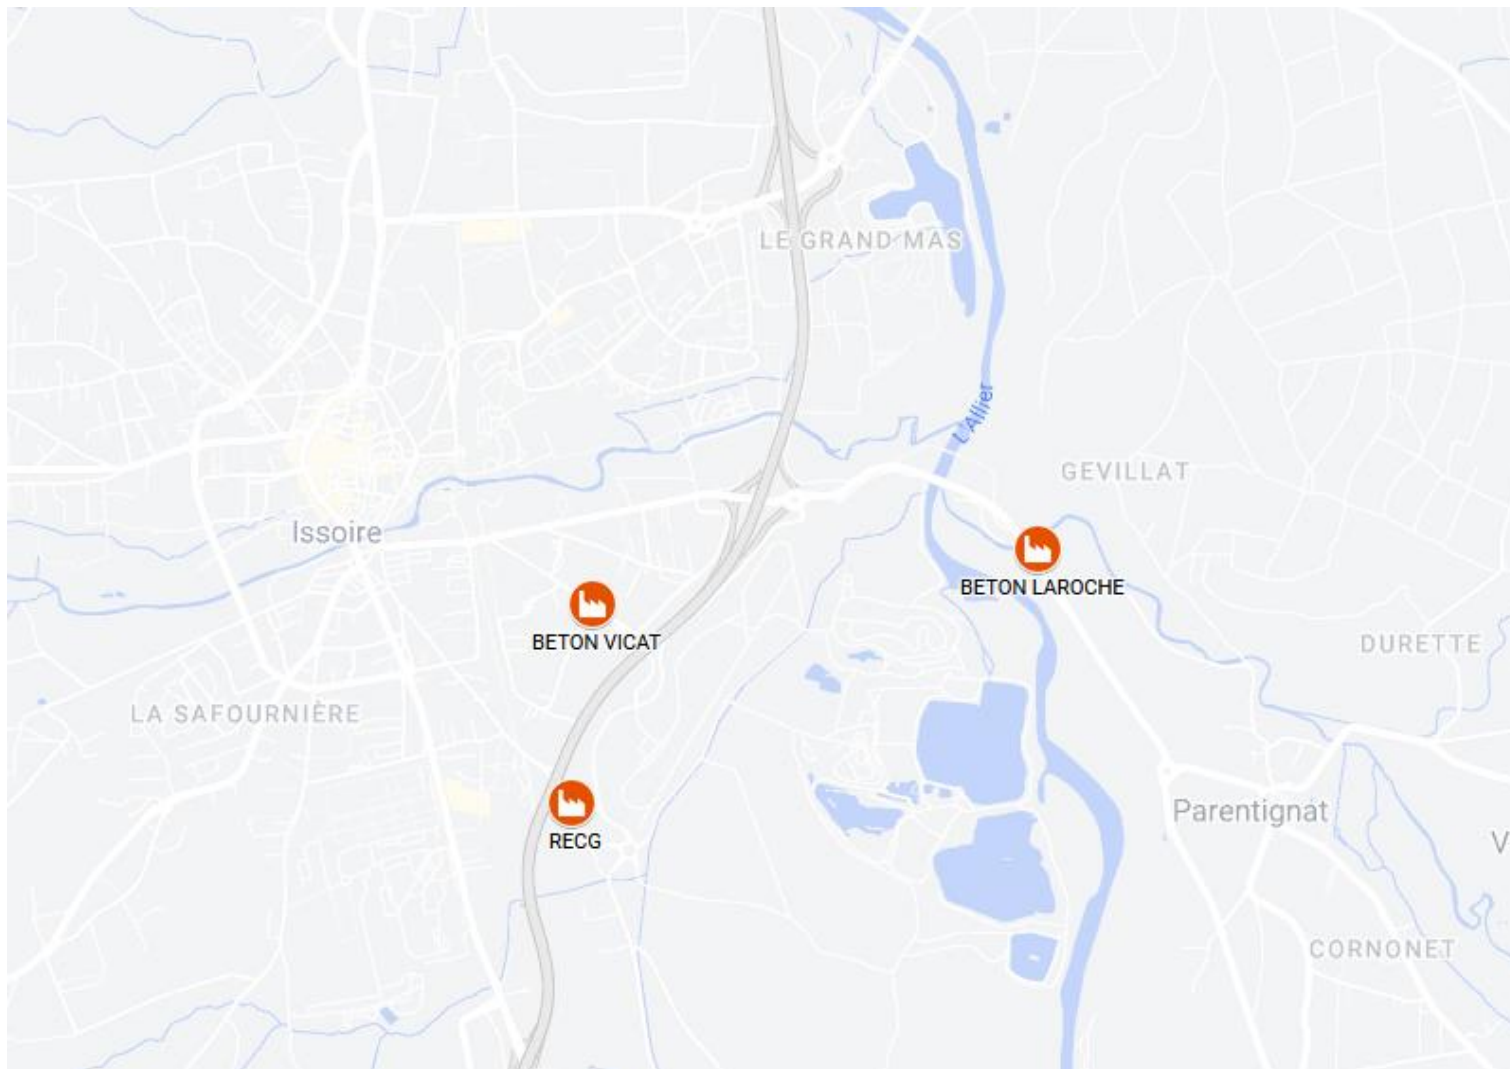 LE GRAND MAS
L'Allier
GEVILLAT
Issoire
BETON LAROCHE
BETON VICAT
DURETTE
LA SAFOURNIÈRE
Parentignat
RECG
V
CORNONET